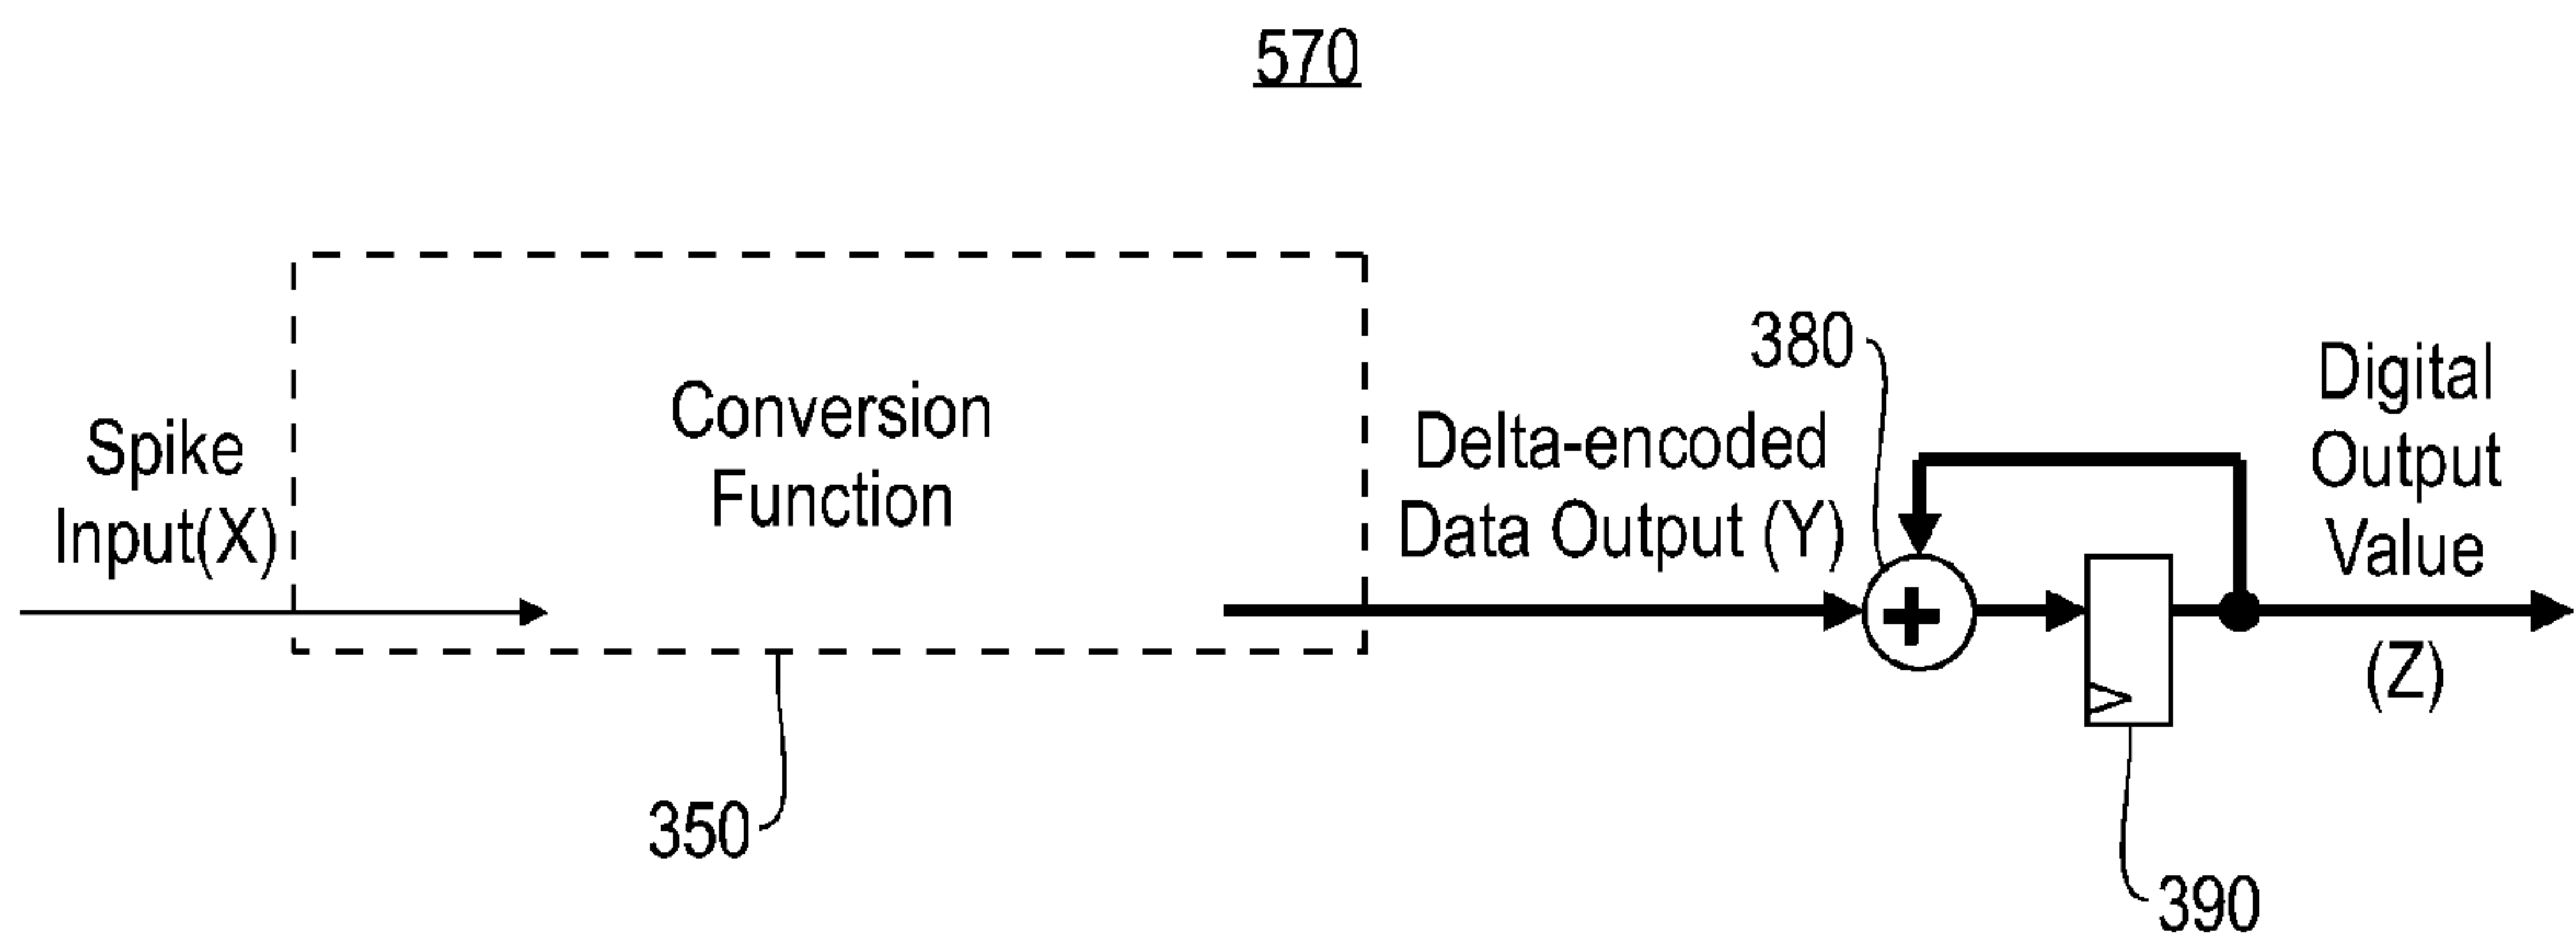 570
Spike
Input(X)
Conversion
Function
350
Delta-encoded
Data Output (Y)
380
+
390
Digital
Output
Value
(Z)